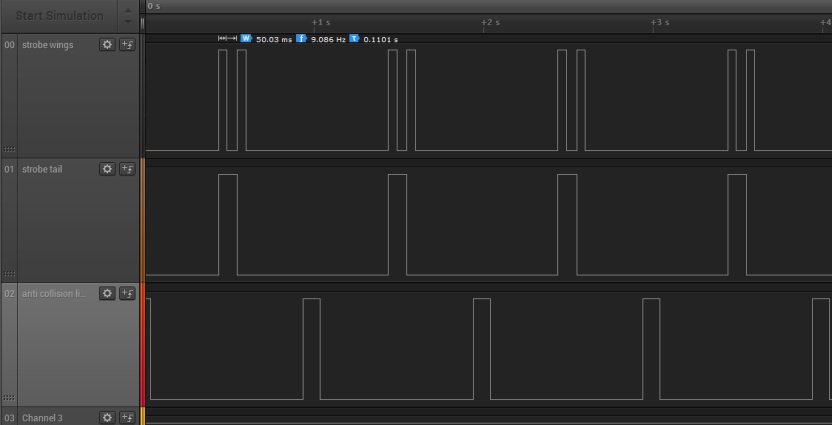 Start Simulation
0 s
+1 s
+2 s
+3 s
+4
00 strobe wings
W 50.03 ms f 9.086 Hz T 0.1101 s
01 strobe tail
02 anti collision li...
03 Channel 3